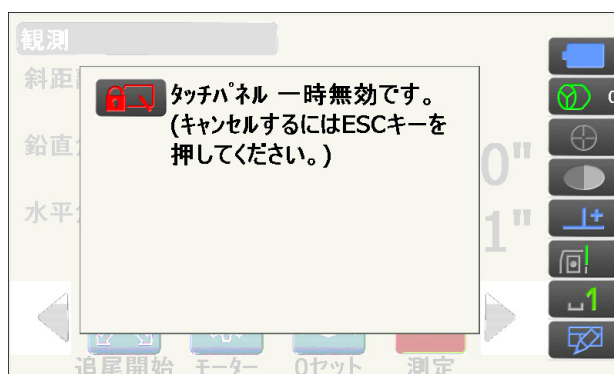 観測
斜距
タッチパネル 一時無効です。
(キャンセルするにはESCキーを
押してください。)
鉛直
0"
水平
1"
1
追尾開始 モーター 0セット 測定